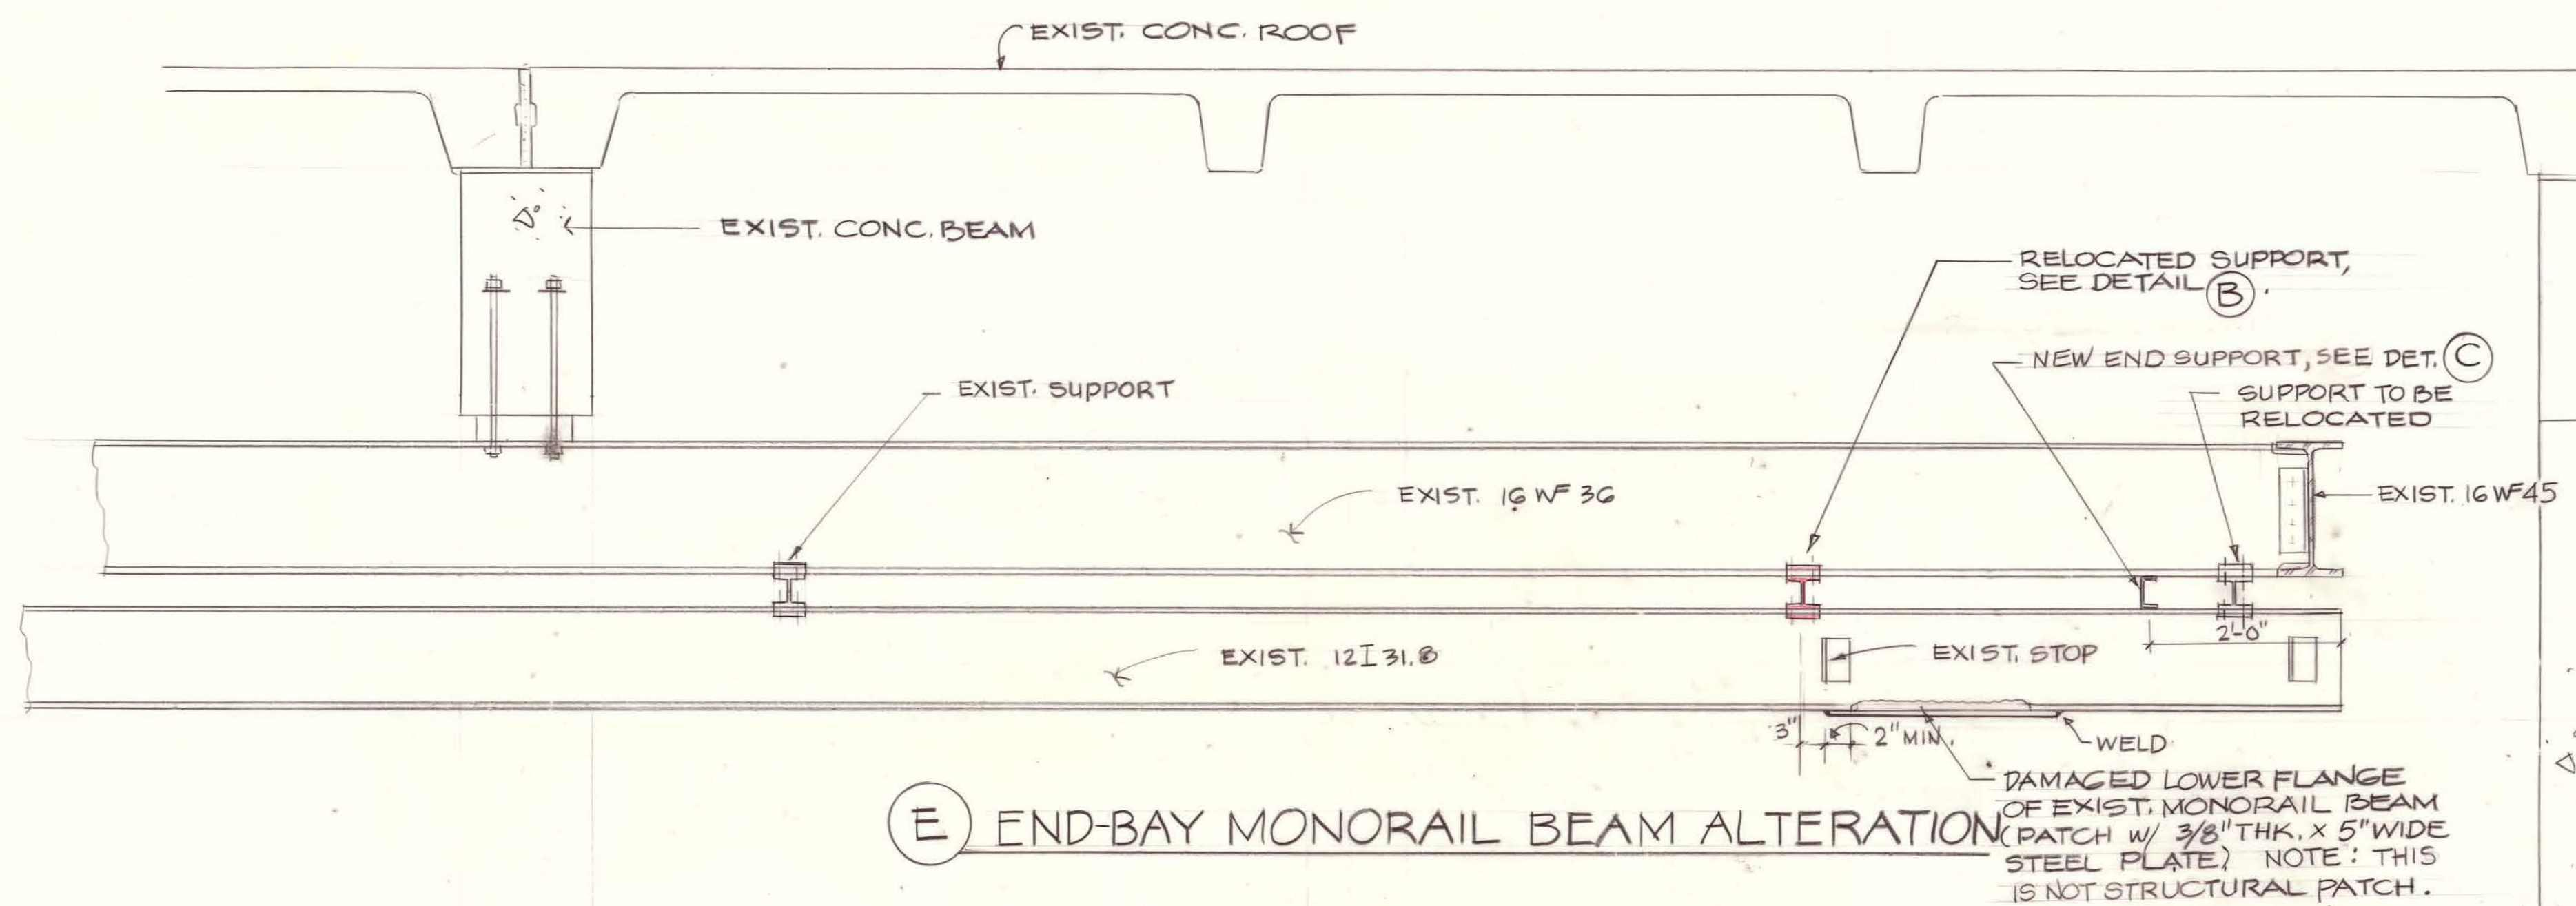 EXIST. CONC. ROOF
EXIST. CONC. BEAM
RELOCATED SUPPORT,
SEE DETAIL B.
NEW END SUPPORT, SEE DET. C
EXIST. SUPPORT
SUPPORT TO BE
RELOCATED
EXIST. 16 WF 36
EXIST. 16 WF 45
2'-0"
EXIST. 12 I 31.8
EXIST. STOP
3"
2" MIN.
WELD
DAMAGED LOWER FLANGE
OF EXIST. MONORAIL BEAM
(PATCH W/ 3/8" THK. X 5" WIDE
STEEL PLATE) NOTE: THIS
IS NOT STRUCTURAL PATCH.
E END-BAY MONORAIL BEAM ALTERATION